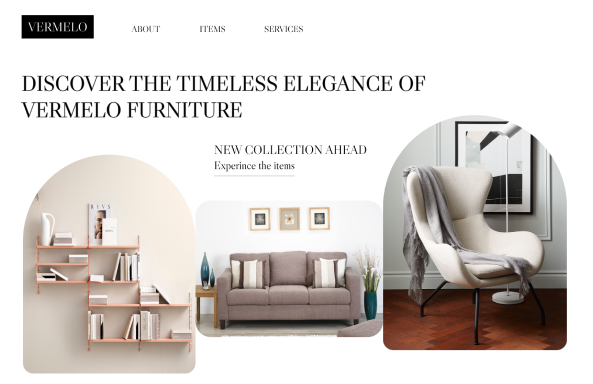 VERMELO
ABOUT ITEMS SERVICES
DISCOVER THE TIMELESS ELEGANCE OF
VERMELO FURNITURE
NEW COLLECTION AHEAD
Experince the items